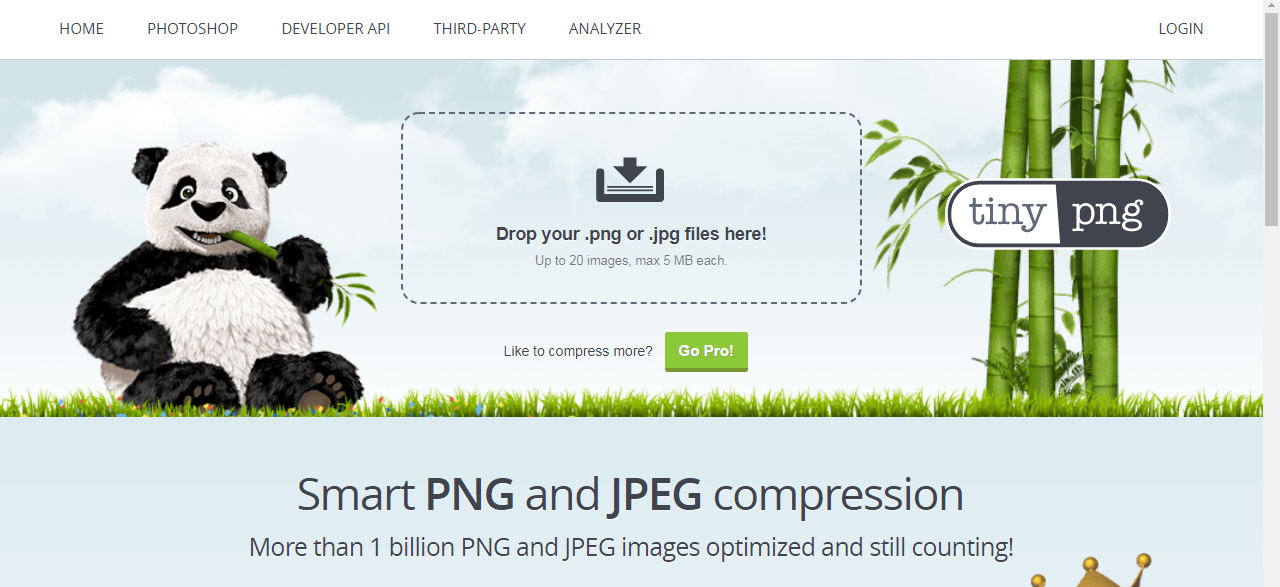 HOME PHOTOSHOP DEVELOPER API THIRD-PARTY ANALYZER LOGIN
Drop your .png or .jpg files here!
Up to 20 images, max 5 MB each.
tiny png
Like to compress more? Go Pro!
Smart PNG and JPEG compression
More than 1 billion PNG and JPEG images optimized and still counting!